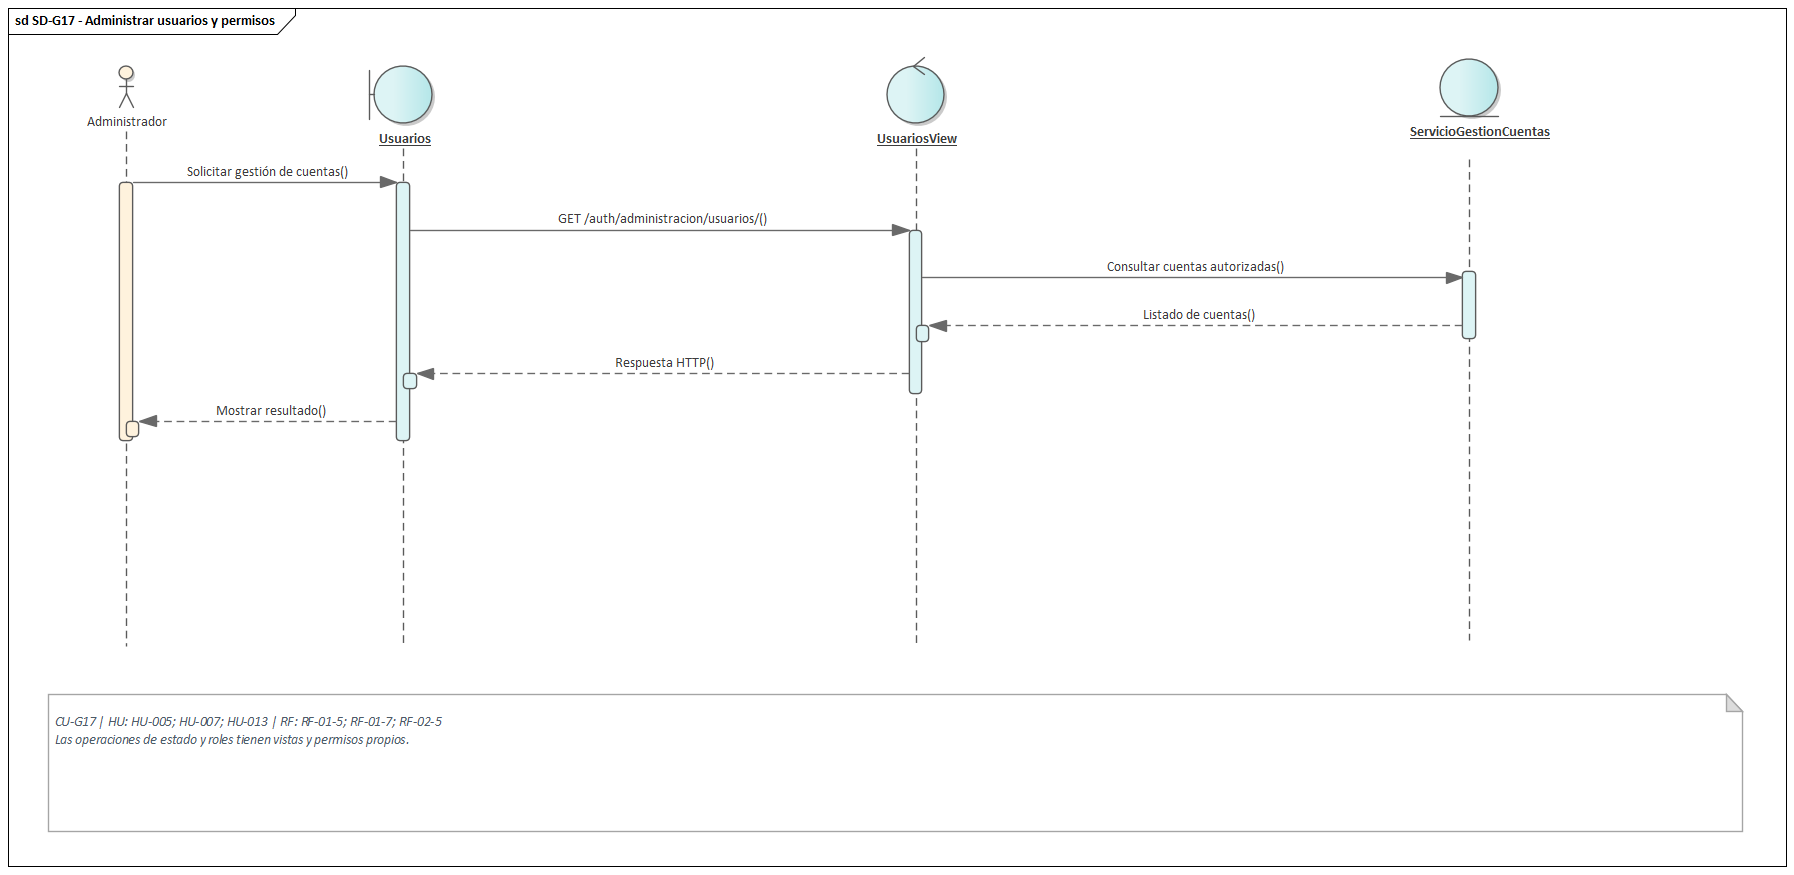 sd SD-G17 - Administrar usuarios y permisos
Administrador
Usuarios
UsuariosView
ServicioGestionCuentas
Solicitar gestión de cuentas()
GET /auth/administracion/usuarios/()
Consultar cuentas autorizadas()
Listado de cuentas()
Respuesta HTTP()
Mostrar resultado()
CU-G17 | HU: HU-005; HU-007; HU-013 | RF: RF-01-5; RF-01-7; RF-02-5
Las operaciones de estado y roles tienen vistas y permisos propios.